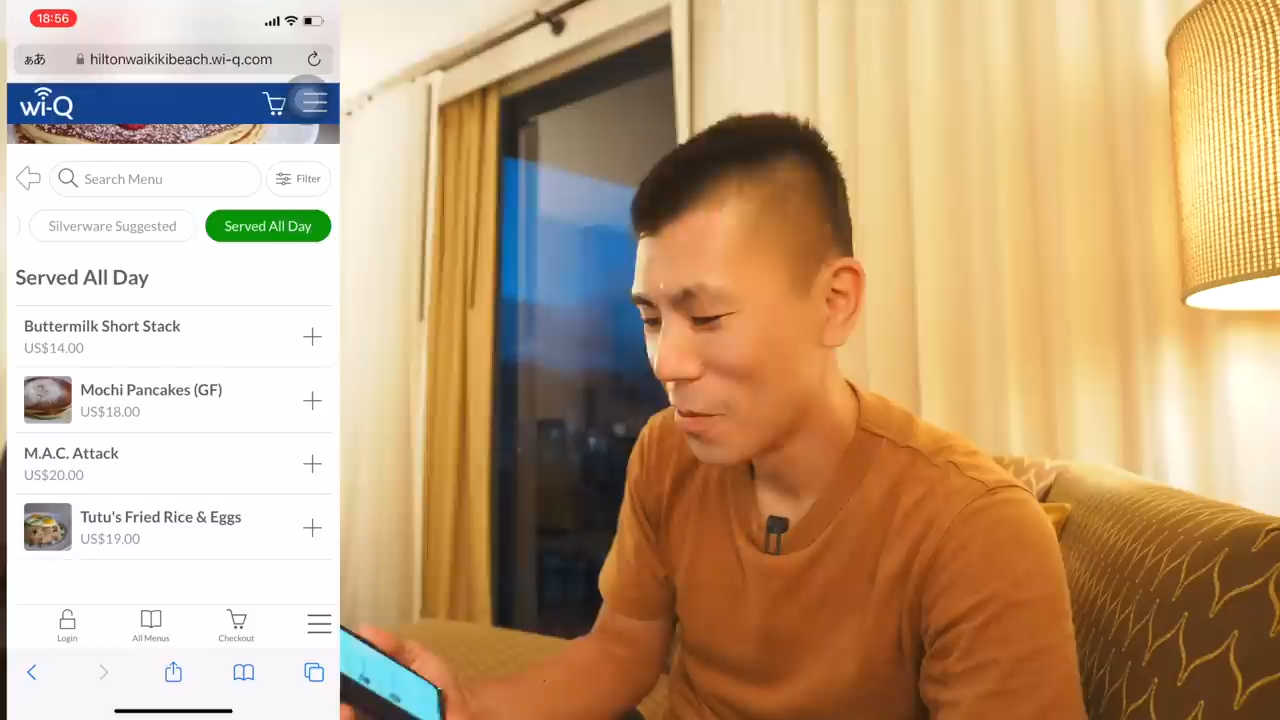 18:56
ぁあ hiltonwaikikibeach.wi-q.com
wi-Q
Search Menu
Filter
Silverware Suggested
Served All Day
Served All Day
Buttermilk Short Stack
US$14.00
Mochi Pancakes (GF)
US$18.00
M.A.C. Attack
US$20.00
Tutu's Fried Rice & Eggs
US$19.00
Login
All Menus
Checkout